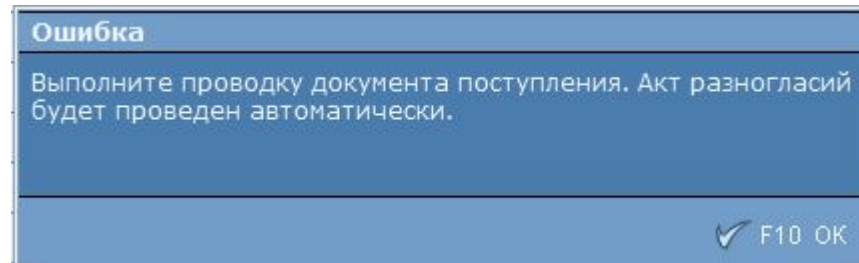 Ошибка
Выполните проводку документа поступления. Акт разногласий
будет проведен автоматически.
F10 OK